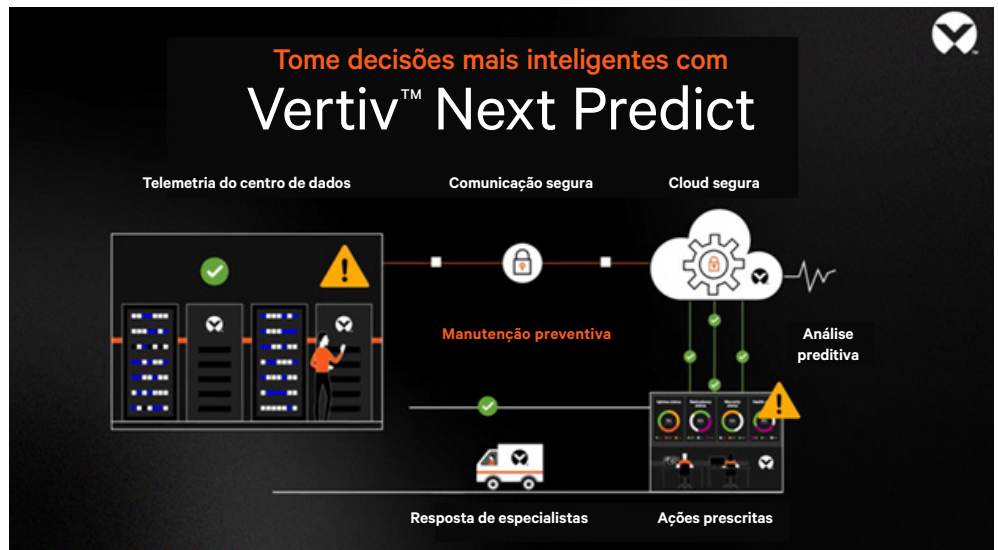 Tome decisões mais inteligentes com
Vertiv™ Next Predict
Telemetria do centro de dados
Comunicação segura
Cloud segura
Manutenção preventiva
Análise
preditiva
Resposta de especialistas
Ações prescritas